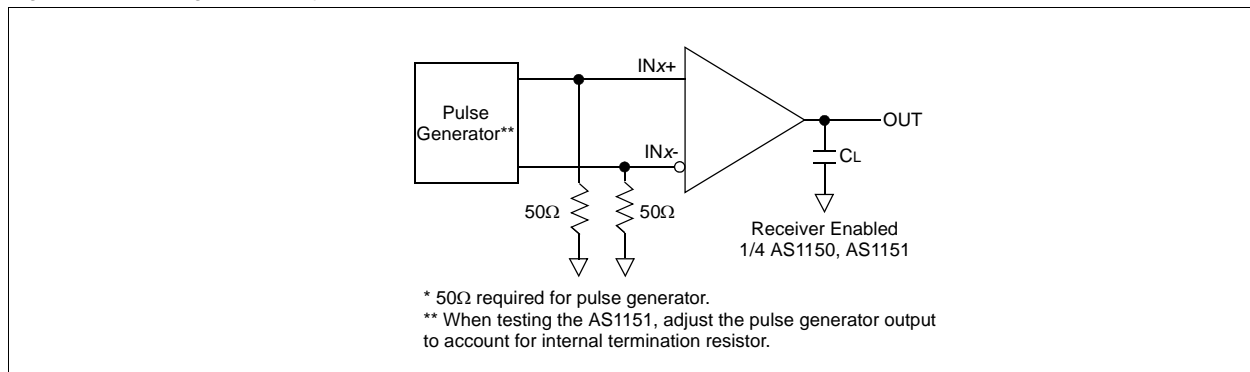 INx+
Pulse
Generator**
OUT
INx-
CL
50Ω
50Ω
Receiver Enabled
1/4 AS1150, AS1151
* 50Ω required for pulse generator.
** When testing the AS1151, adjust the pulse generator output
to account for internal termination resistor.